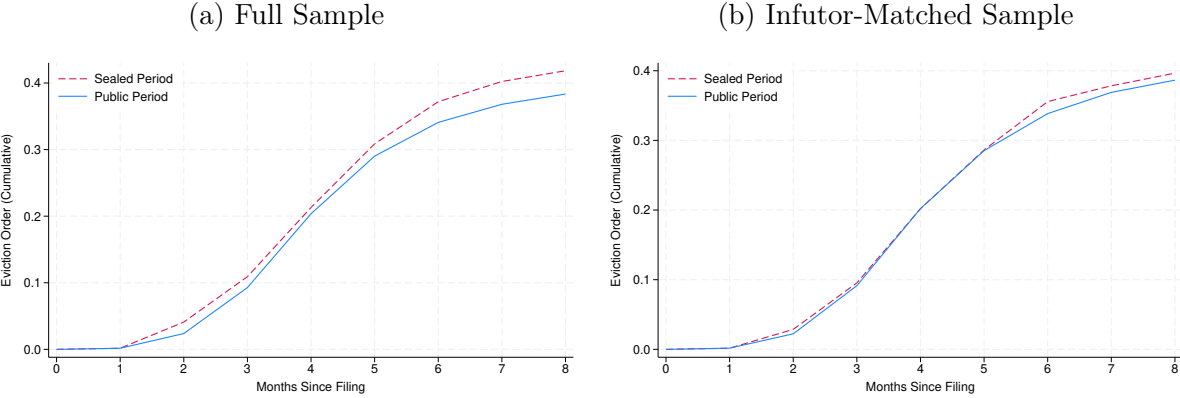 (a) Full Sample
Sealed Period
Public Period
Eviction Order (Cumulative)
0.4
0.3
0.2
0.1
0.0
0 1 2 3 4 5 6 7 8
Months Since Filing
(b) Infutor-Matched Sample
Sealed Period
Public Period
Eviction Order (Cumulative)
0.4
0.3
0.2
0.1
0.0
0 1 2 3 4 5 6 7 8
Months Since Filing